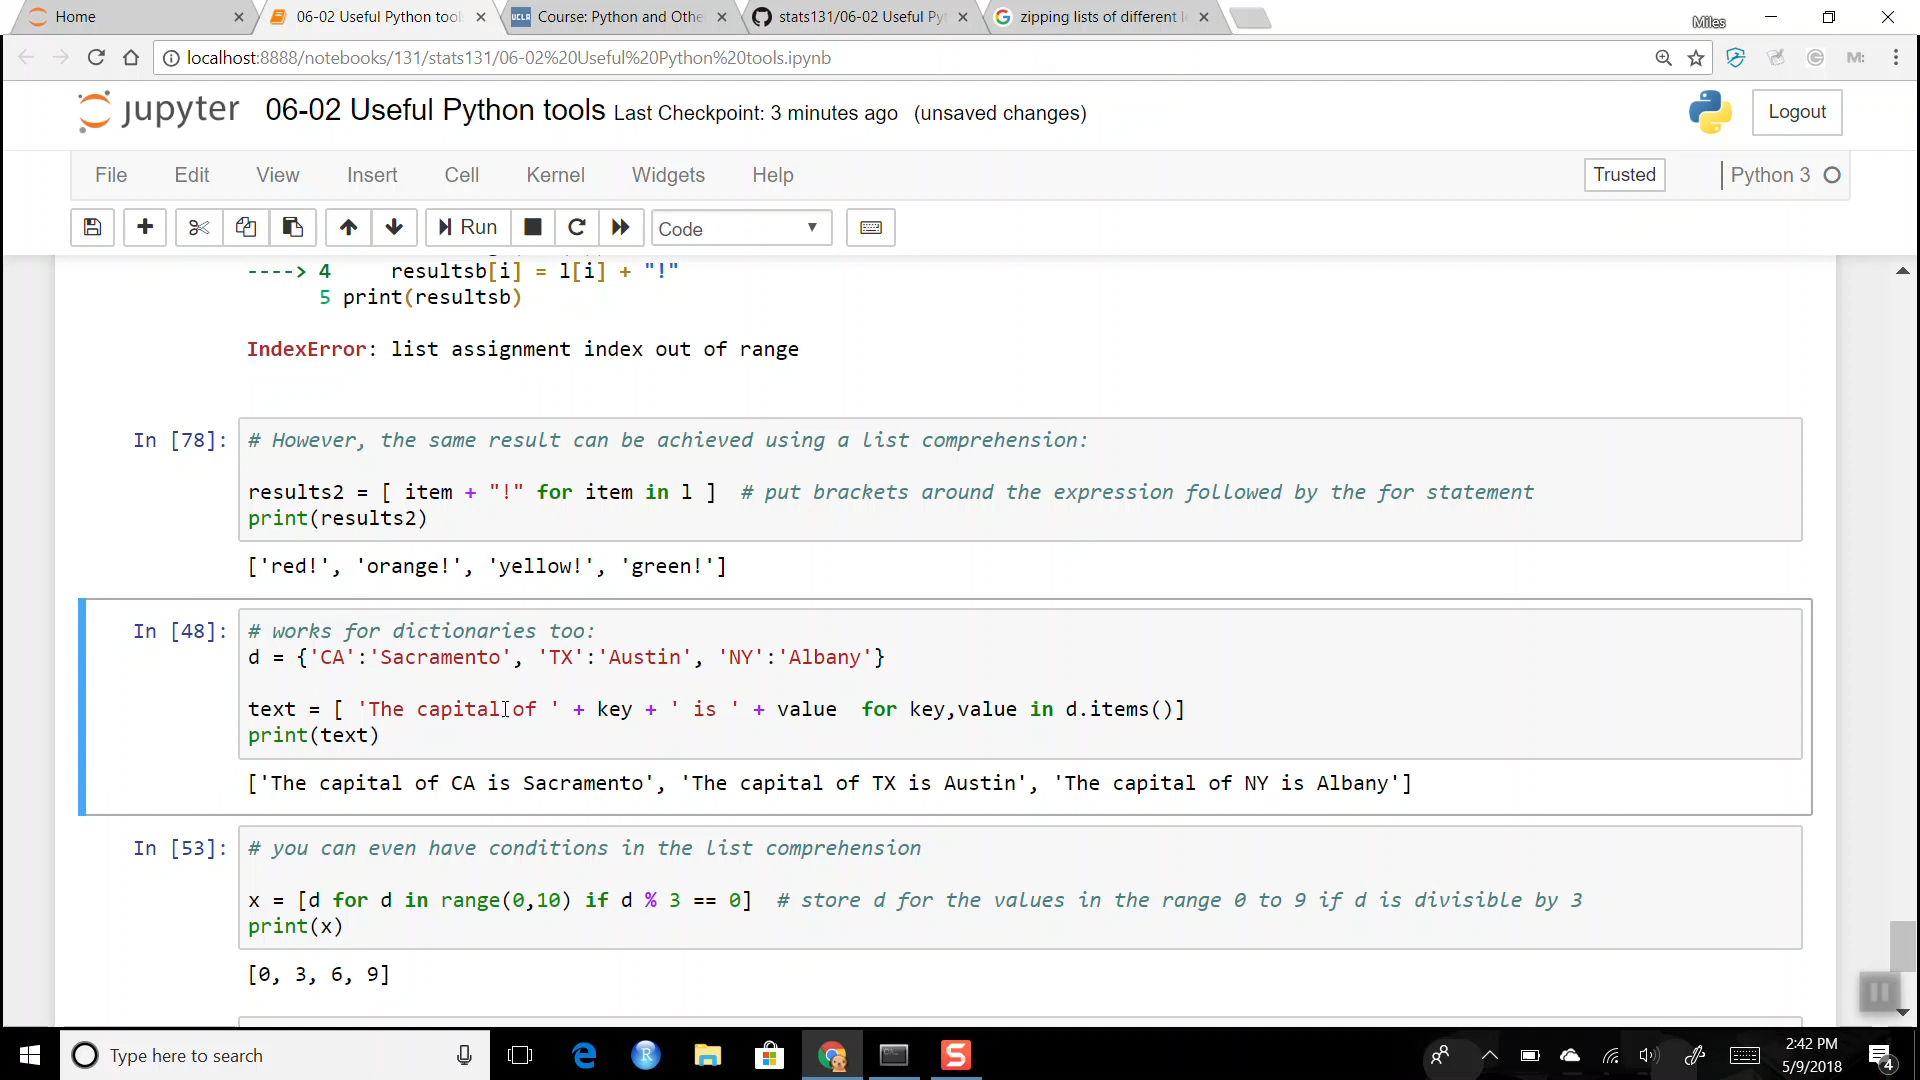 Home
06-02 Useful Python tool
UCLA Course: Python and Othe
stats131/06-02 Useful Py
zipping lists of different l
Miles
localhost:8888/notebooks/131/stats131/06-02%20Useful%20Python%20tools.ipynb
jupyter 06-02 Useful Python tools Last Checkpoint: 3 minutes ago (unsaved changes)
Logout
File Edit View Insert Cell Kernel Widgets Help
Trusted
Python 3
Run
Code
----> 4     resultsb[i] = l[i] + "!"
5 print(resultsb)
IndexError: list assignment index out of range
In [78]: # However, the same result can be achieved using a list comprehension:
results2 = [ item + "!" for item in l ]  # put brackets around the expression followed by the for statement
print(results2)
['red!', 'orange!', 'yellow!', 'green!']
In [48]: # works for dictionaries too:
d = {'CA':'Sacramento', 'TX':'Austin', 'NY':'Albany'}
text = [ 'The capital of ' + key + ' is ' + value  for key,value in d.items()]
print(text)
['The capital of CA is Sacramento', 'The capital of TX is Austin', 'The capital of NY is Albany']
In [53]: # you can even have conditions in the list comprehension
x = [d for d in range(0,10) if d % 3 == 0]  # store d for the values in the range 0 to 9 if d is divisible by 3
print(x)
[0, 3, 6, 9]
Type here to search
2:42 PM
5/9/2018
4